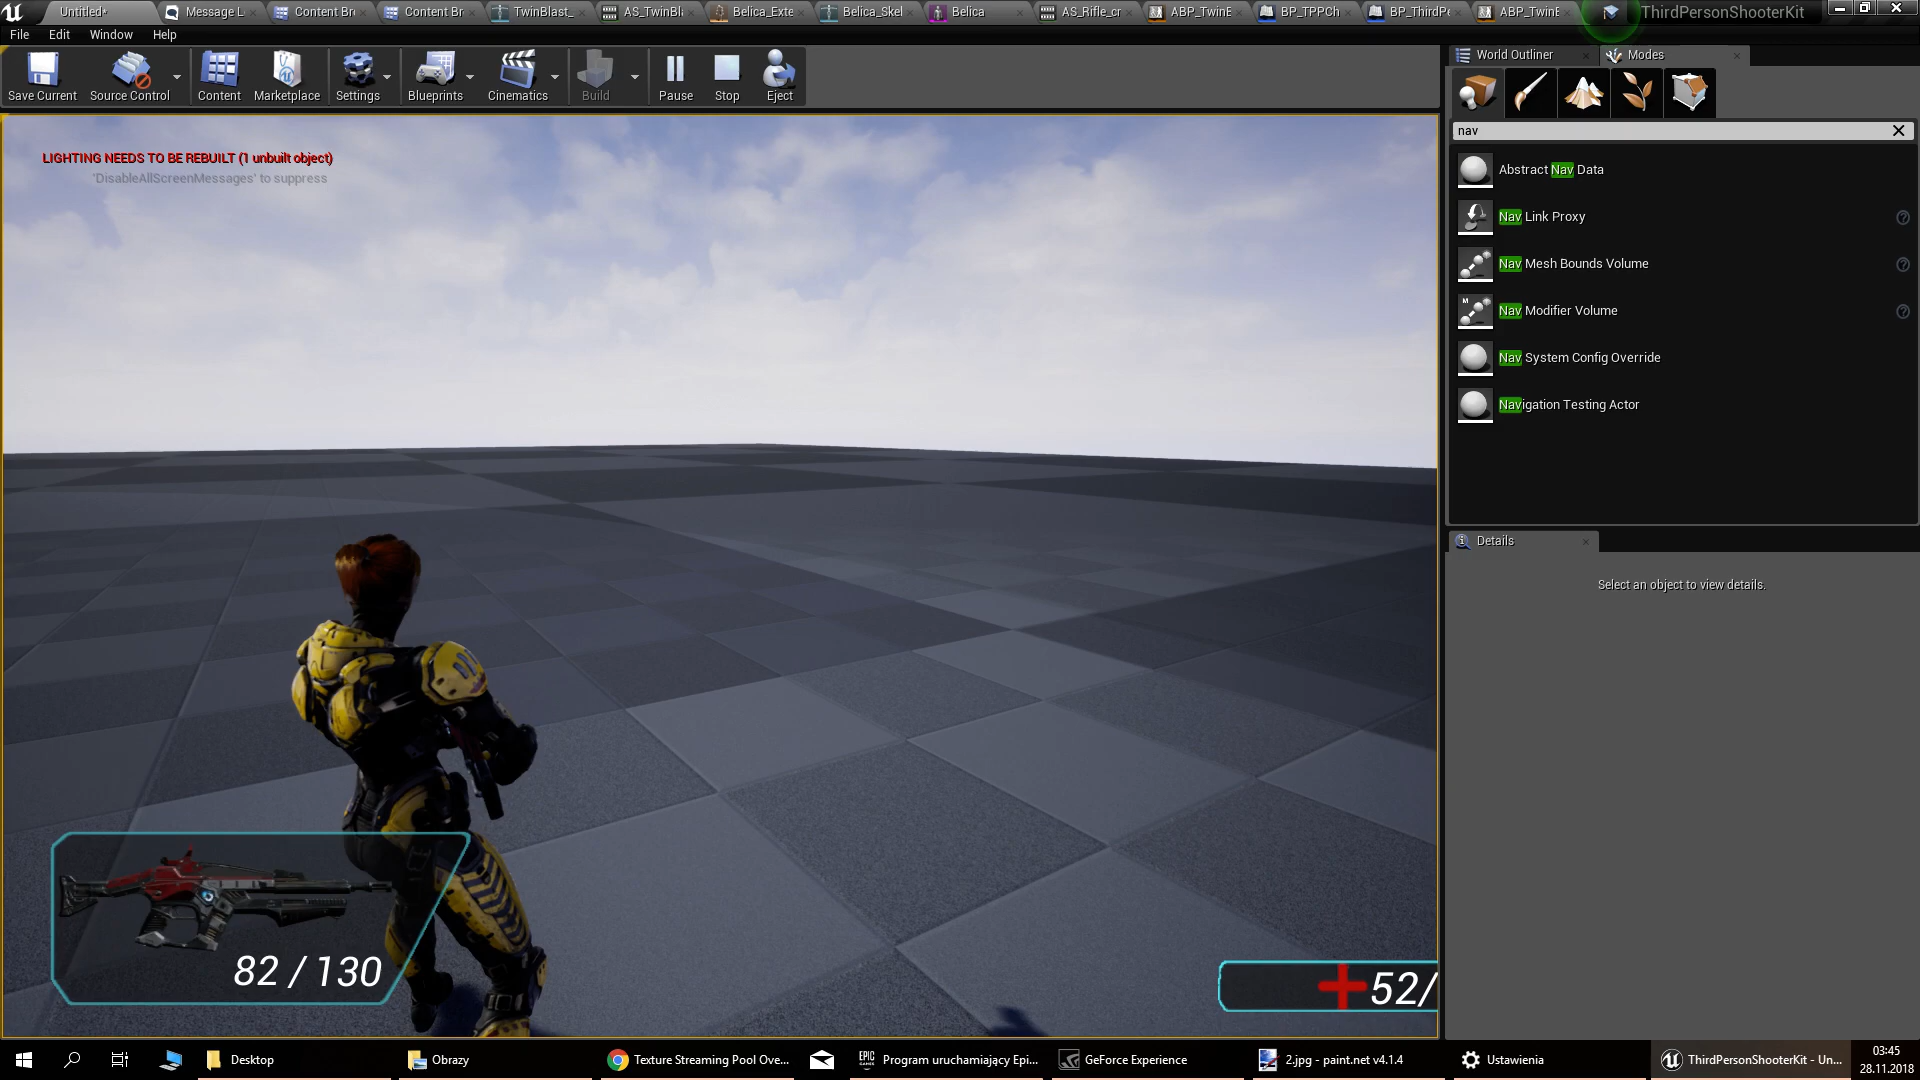 Untitled*
Message L
Content Br
Content Br
TwinBlast_
AS_TwinBl
Belica_Exte
Belica_Skel
Belica
AS_Rifle_cr
ABP_TwinE
BP_TPPCh
BP_ThirdPe
ABP_TwinE
ThirdPersonShooterKit
File
Edit
Window
Help
World Outliner
Modes
Save Current
Source Control
Content
Marketplace
Settings
Blueprints
Cinematics
Build
Pause
Stop
Eject
nav
LIGHTING NEEDS TO BE REBUILT (1 unbuilt object)
'DisableAllScreenMessages' to suppress
Abstract Nav Data
Nav Link Proxy
Nav Mesh Bounds Volume
Nav Modifier Volume
Nav System Config Override
Navigation Testing Actor
Details
Select an object to view details.
82 / 130
52/
Desktop
Obrazy
Texture Streaming Pool Ove...
EPIC GAMES
Program uruchamiający Epi...
GeForce Experience
2.jpg - paint.net v4.1.4
Ustawienia
ThirdPersonShooterKit - Un...
03:45
28.11.2018